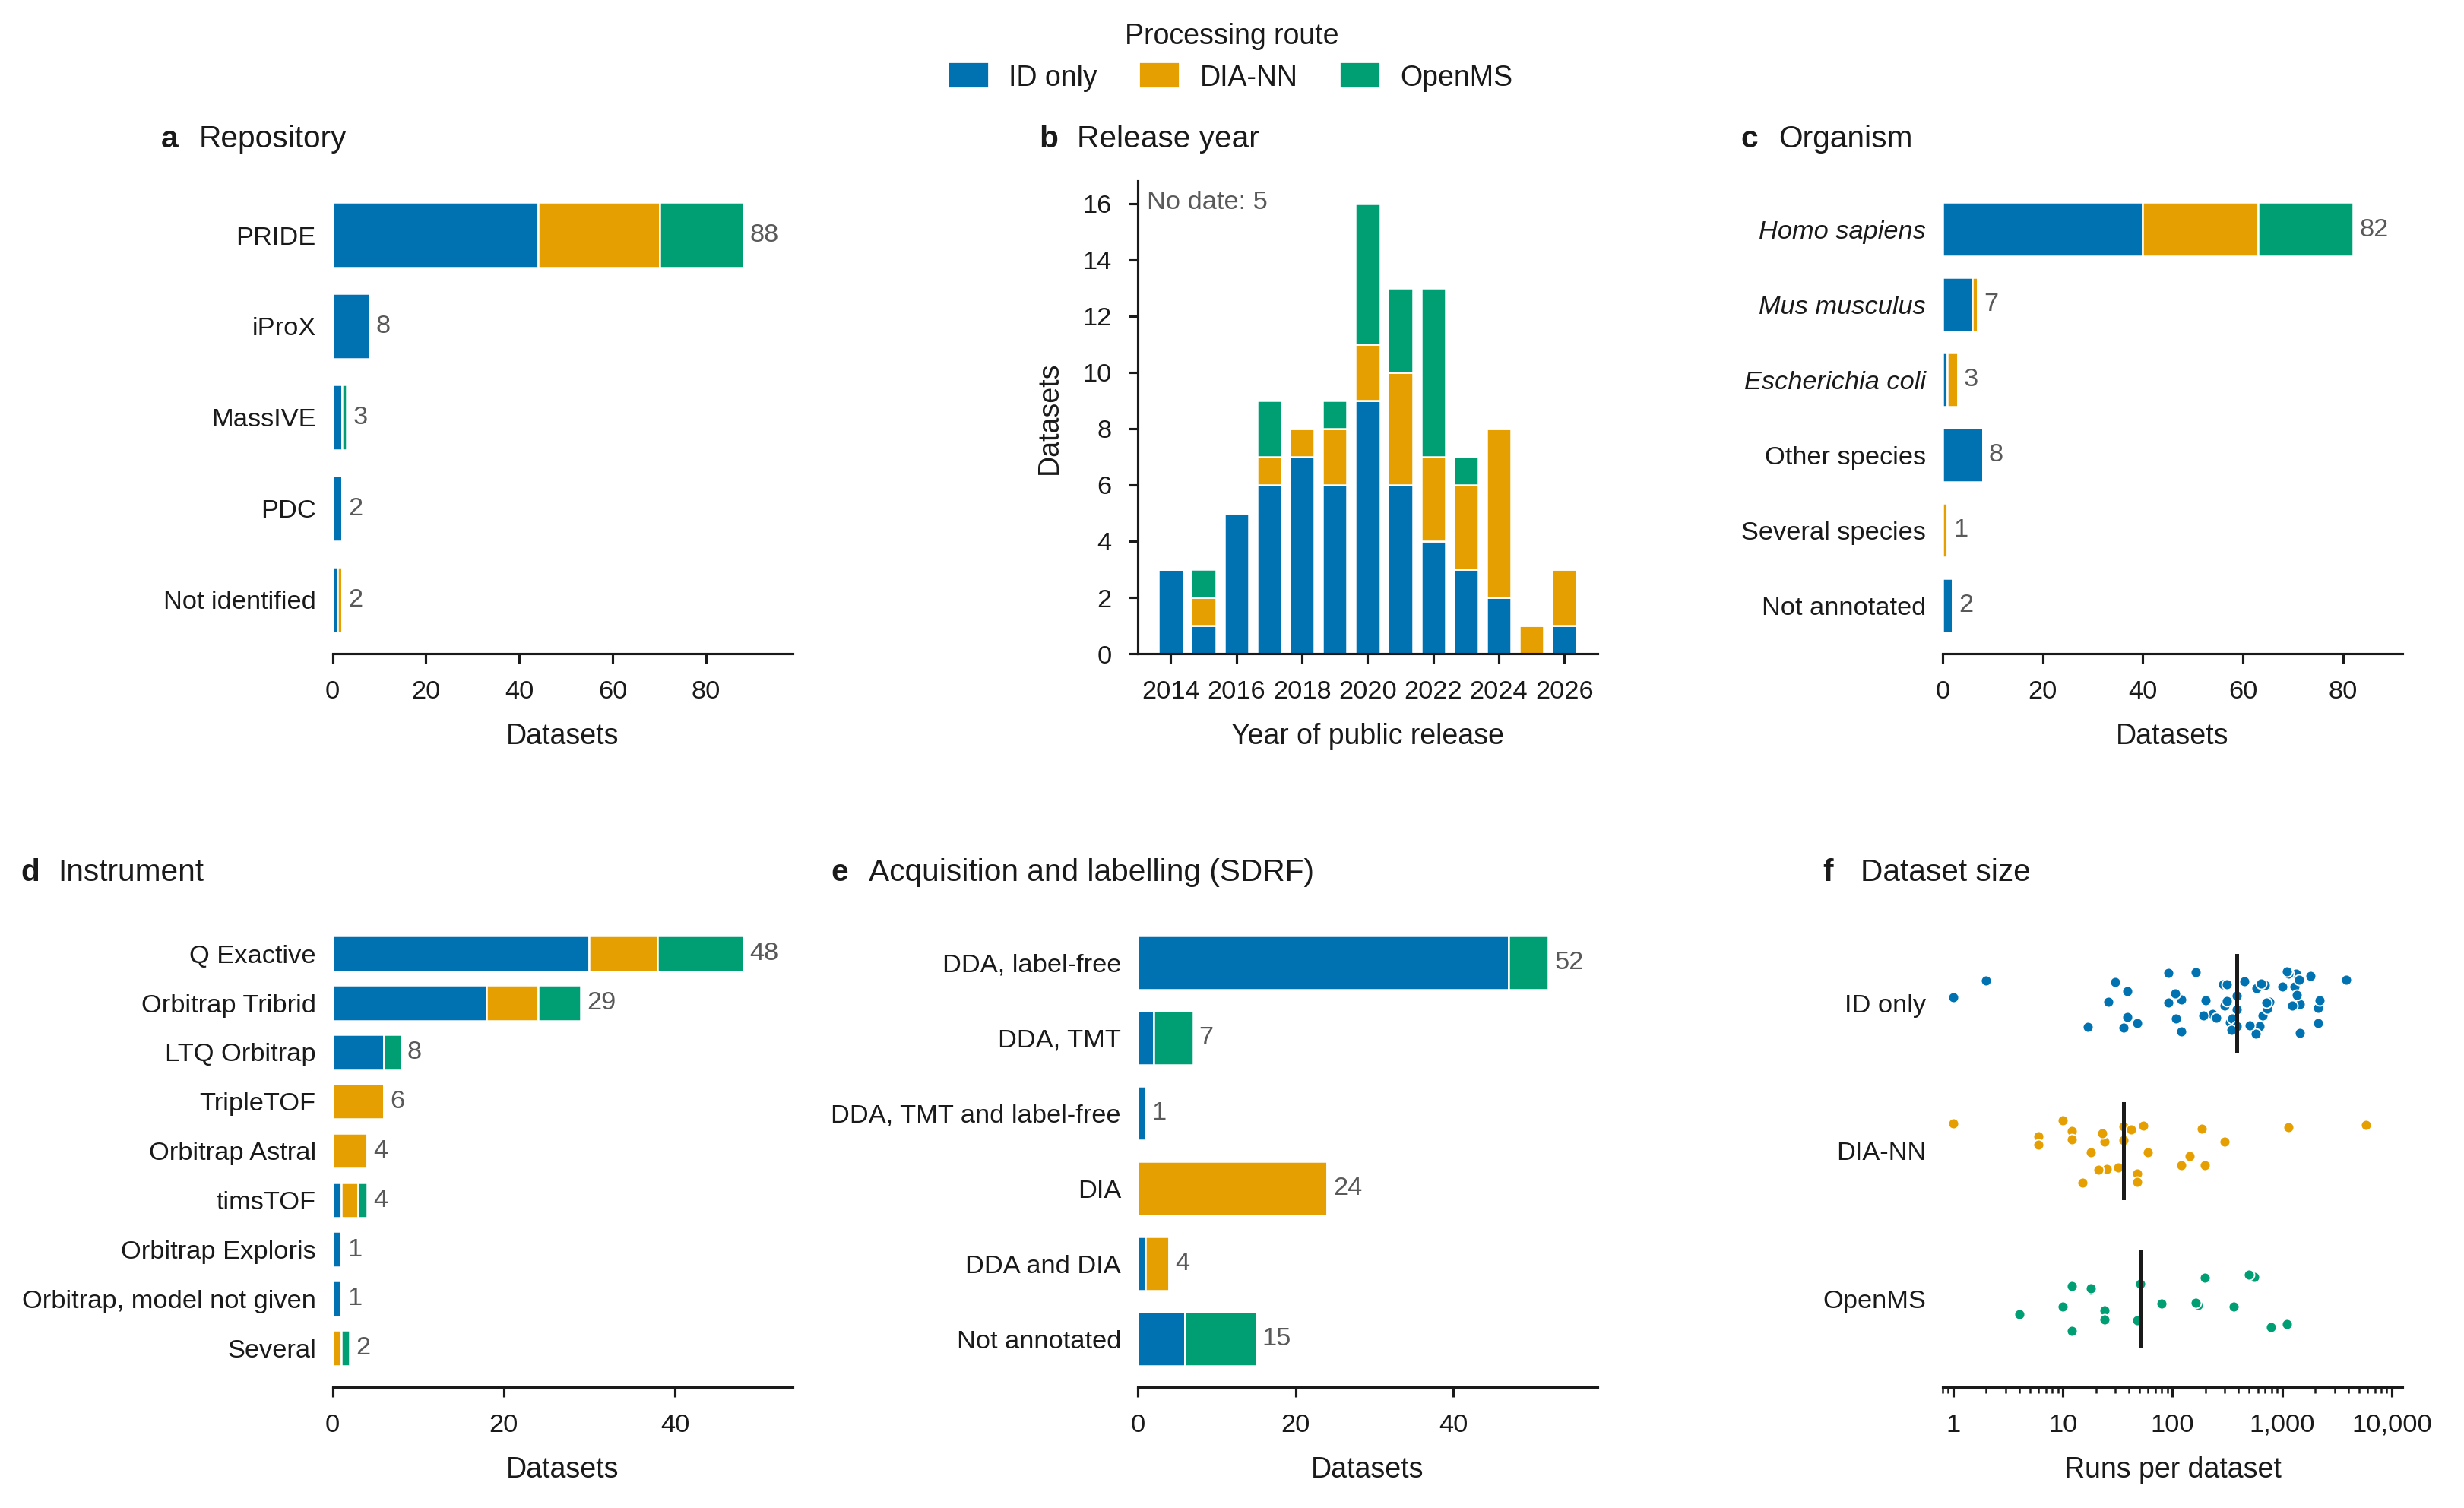 Processing route
ID only DIA-NN OpenMS
a Repository
PRIDE 88
iProX 8
MassIVE 3
PDC 2
Not identified 2
0 20 40 60 80
Datasets
b Release year
No date: 5
16
14
12
10
8
6
4
2
0
Datasets
2014 2016 2018 2020 2022 2024 2026
Year of public release
c Organism
Homo sapiens 82
Mus musculus 7
Escherichia coli 3
Other species 8
Several species 1
Not annotated 2
0 20 40 60 80
Datasets
d Instrument
Q Exactive 48
Orbitrap Tribrid 29
LTQ Orbitrap 8
TripleTOF 6
Orbitrap Astral 4
timsTOF 4
Orbitrap Exploris 1
Orbitrap, model not given 1
Several 2
0 20 40
Datasets
e Acquisition and labelling (SDRF)
DDA, label-free 52
DDA, TMT 7
DDA, TMT and label-free 1
DIA 24
DDA and DIA 4
Not annotated 15
0 20 40
Datasets
f Dataset size
ID only
DIA-NN
OpenMS
1 10 100 1,000 10,000
Runs per dataset